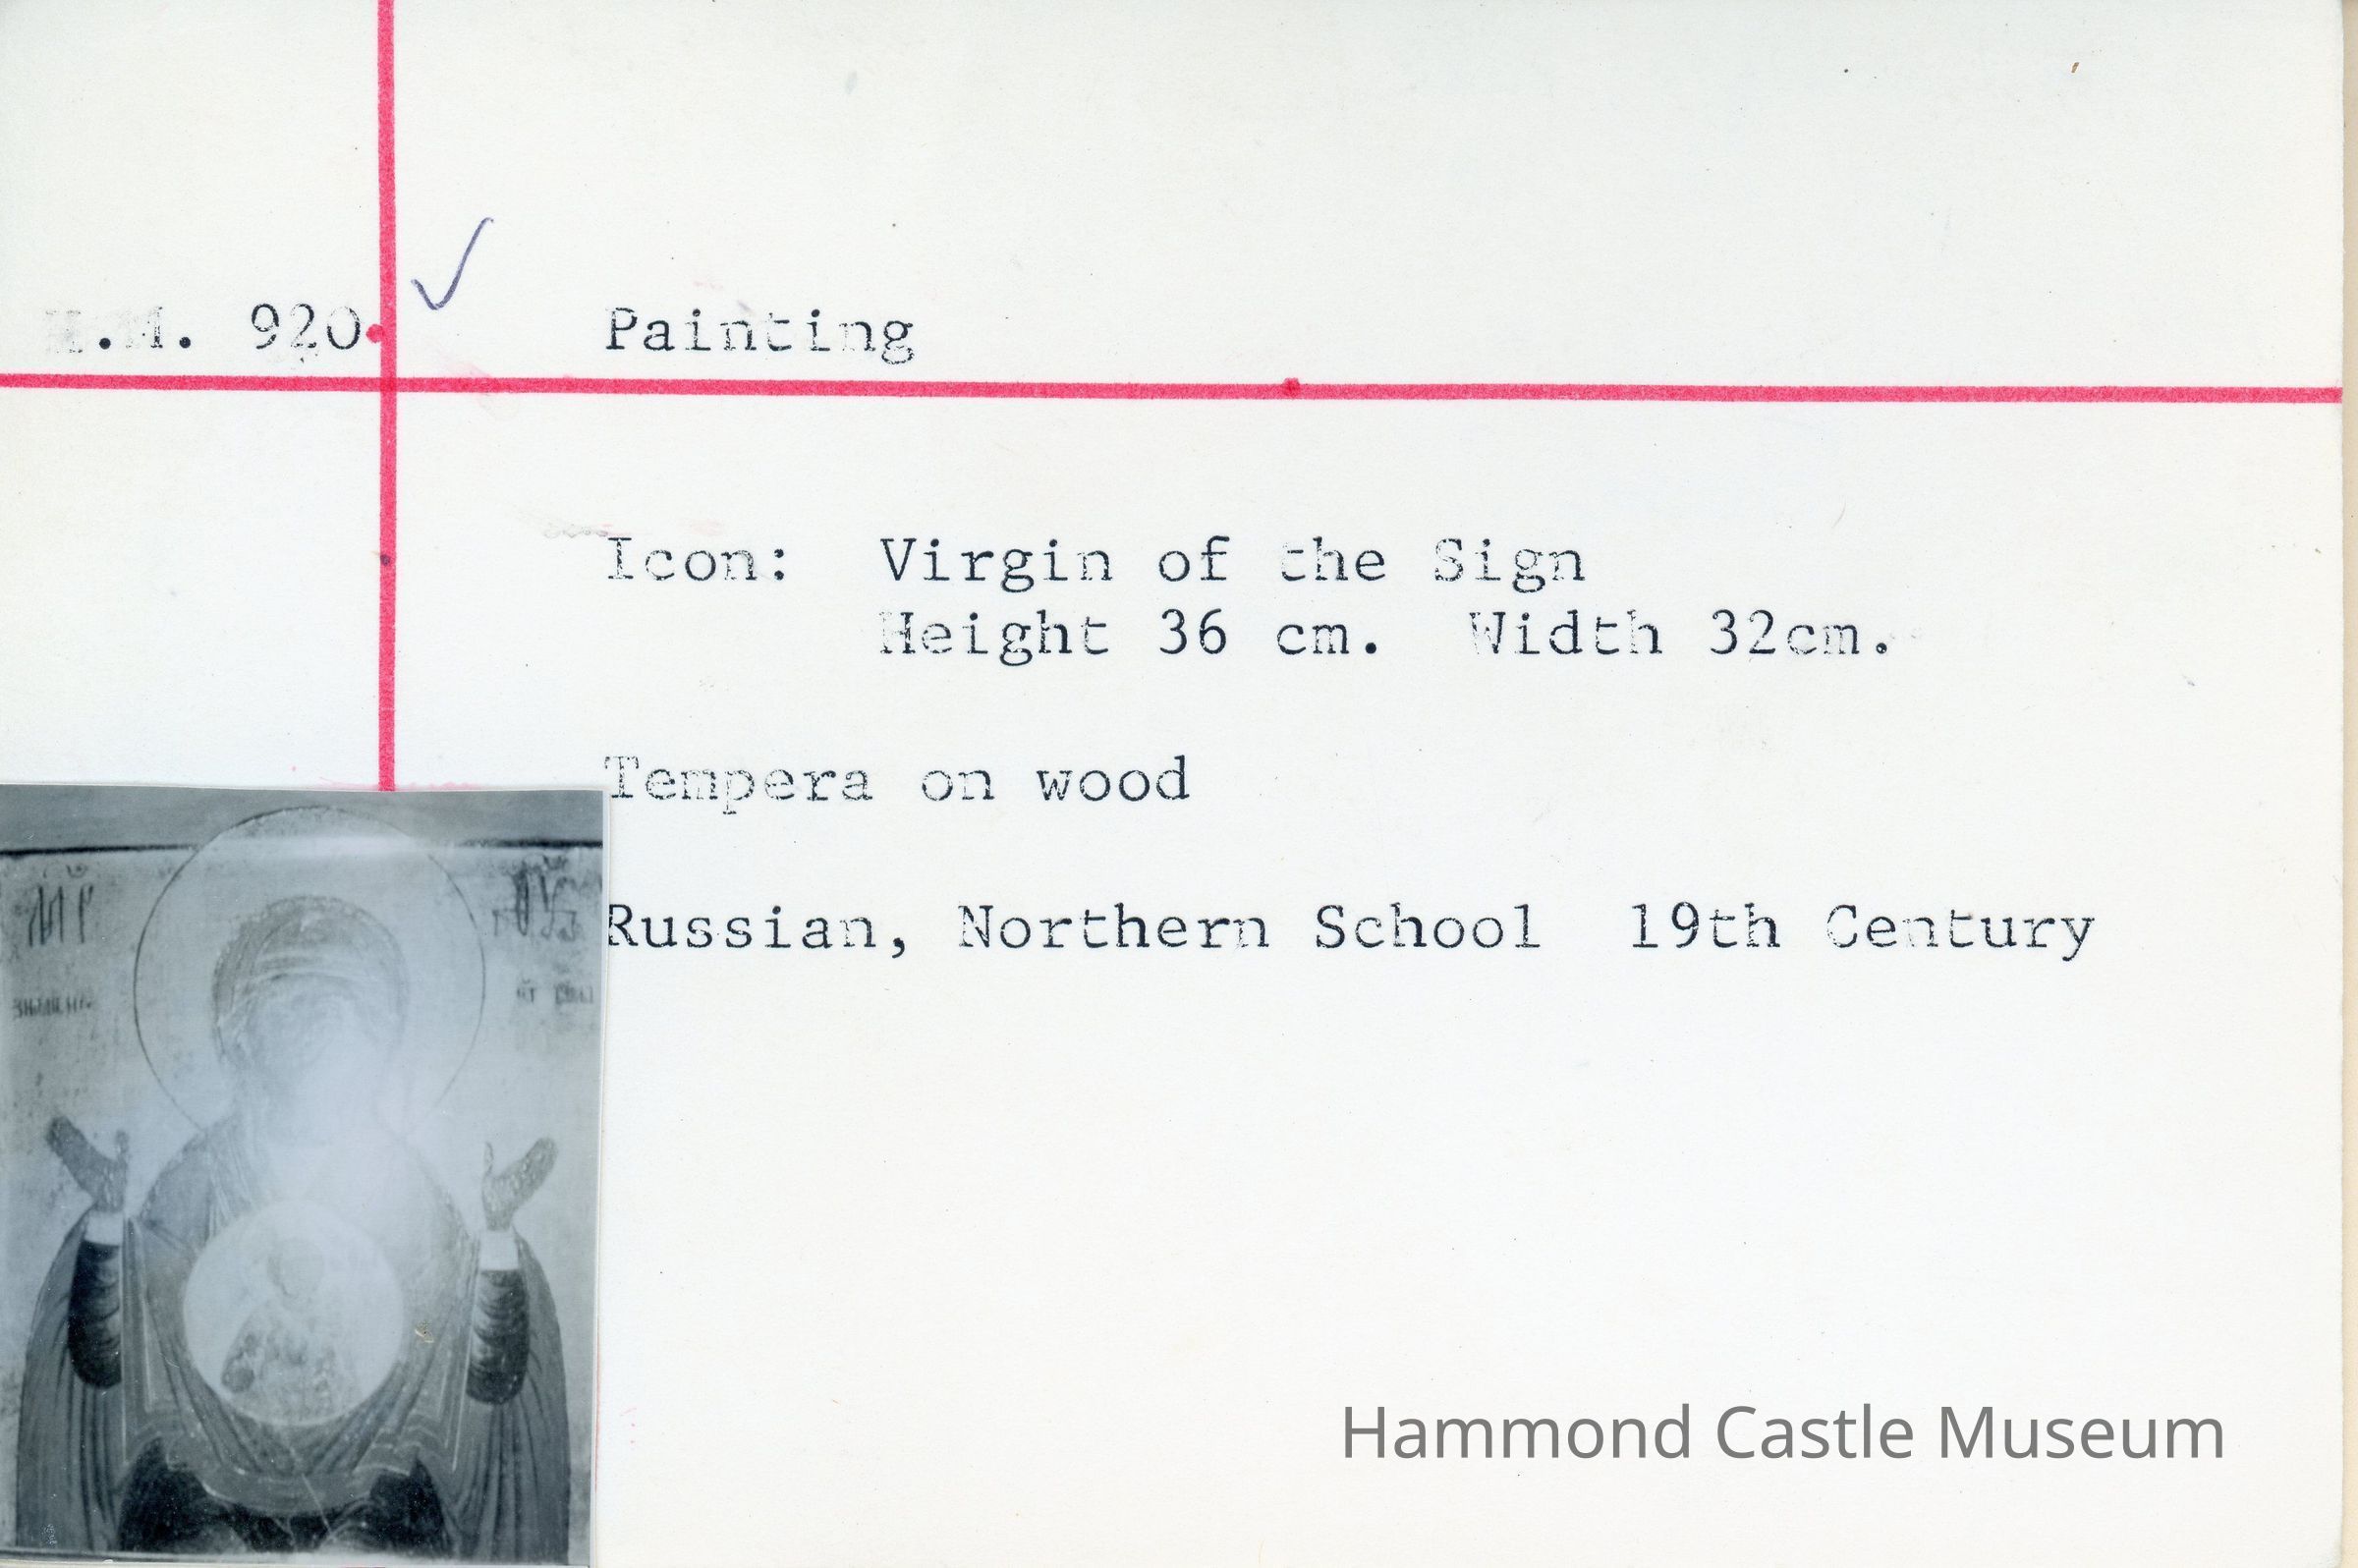 H.M. 920. Painting
Icon: Virgin of the Sign
Height 36 cm. Width 32cm.
Tempera on wood
Russian, Northern School 19th Century
Hammond Castle Museum